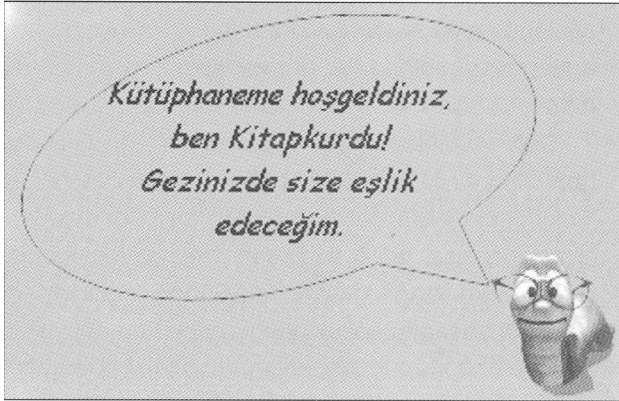 Kütüphaneme hoşgeldiniz,
ben Kitapkurdu!
Gezinizde size eşlik
edeceğim.